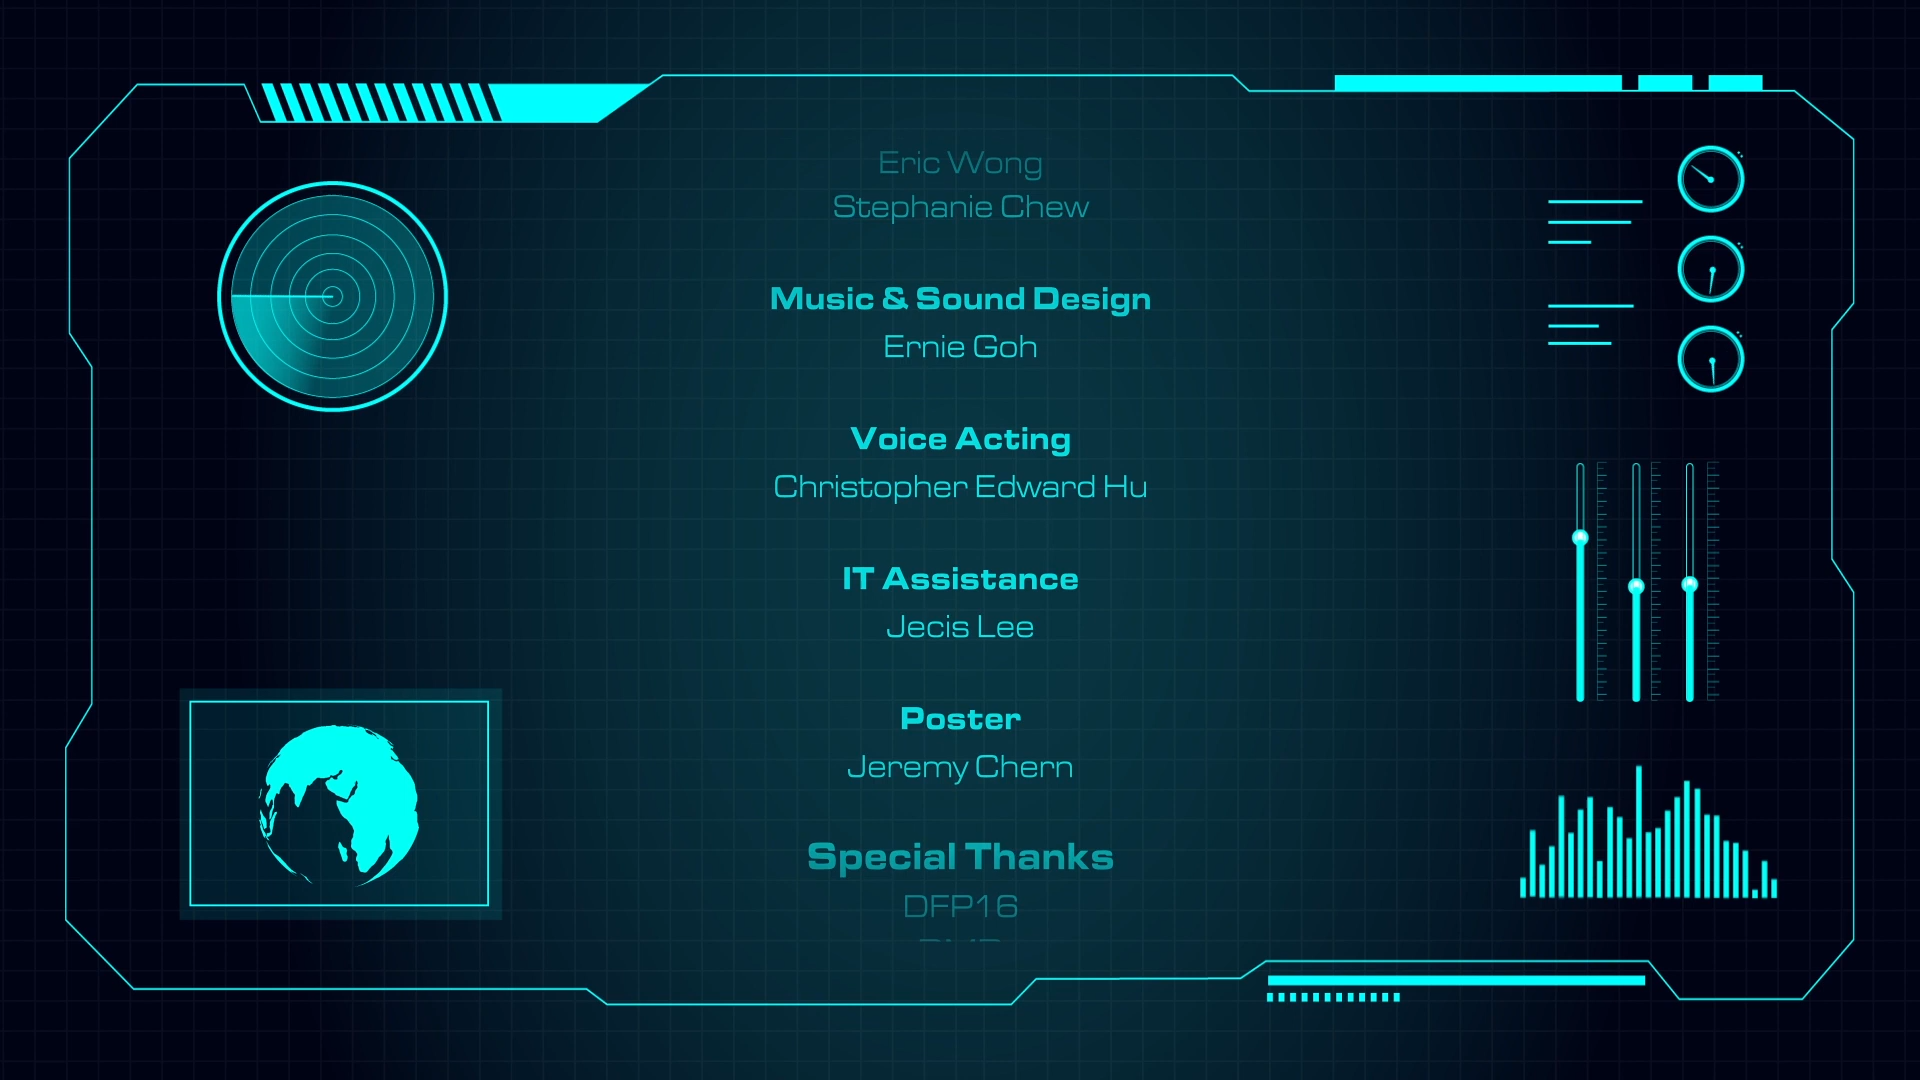 Eric Wong
Stephanie Chew
Music & Sound Design
Ernie Goh
Voice Acting
Christopher Edward Hu
IT Assistance
Jecis Lee
Poster
Jeremy Chern
Special Thanks
DFP16